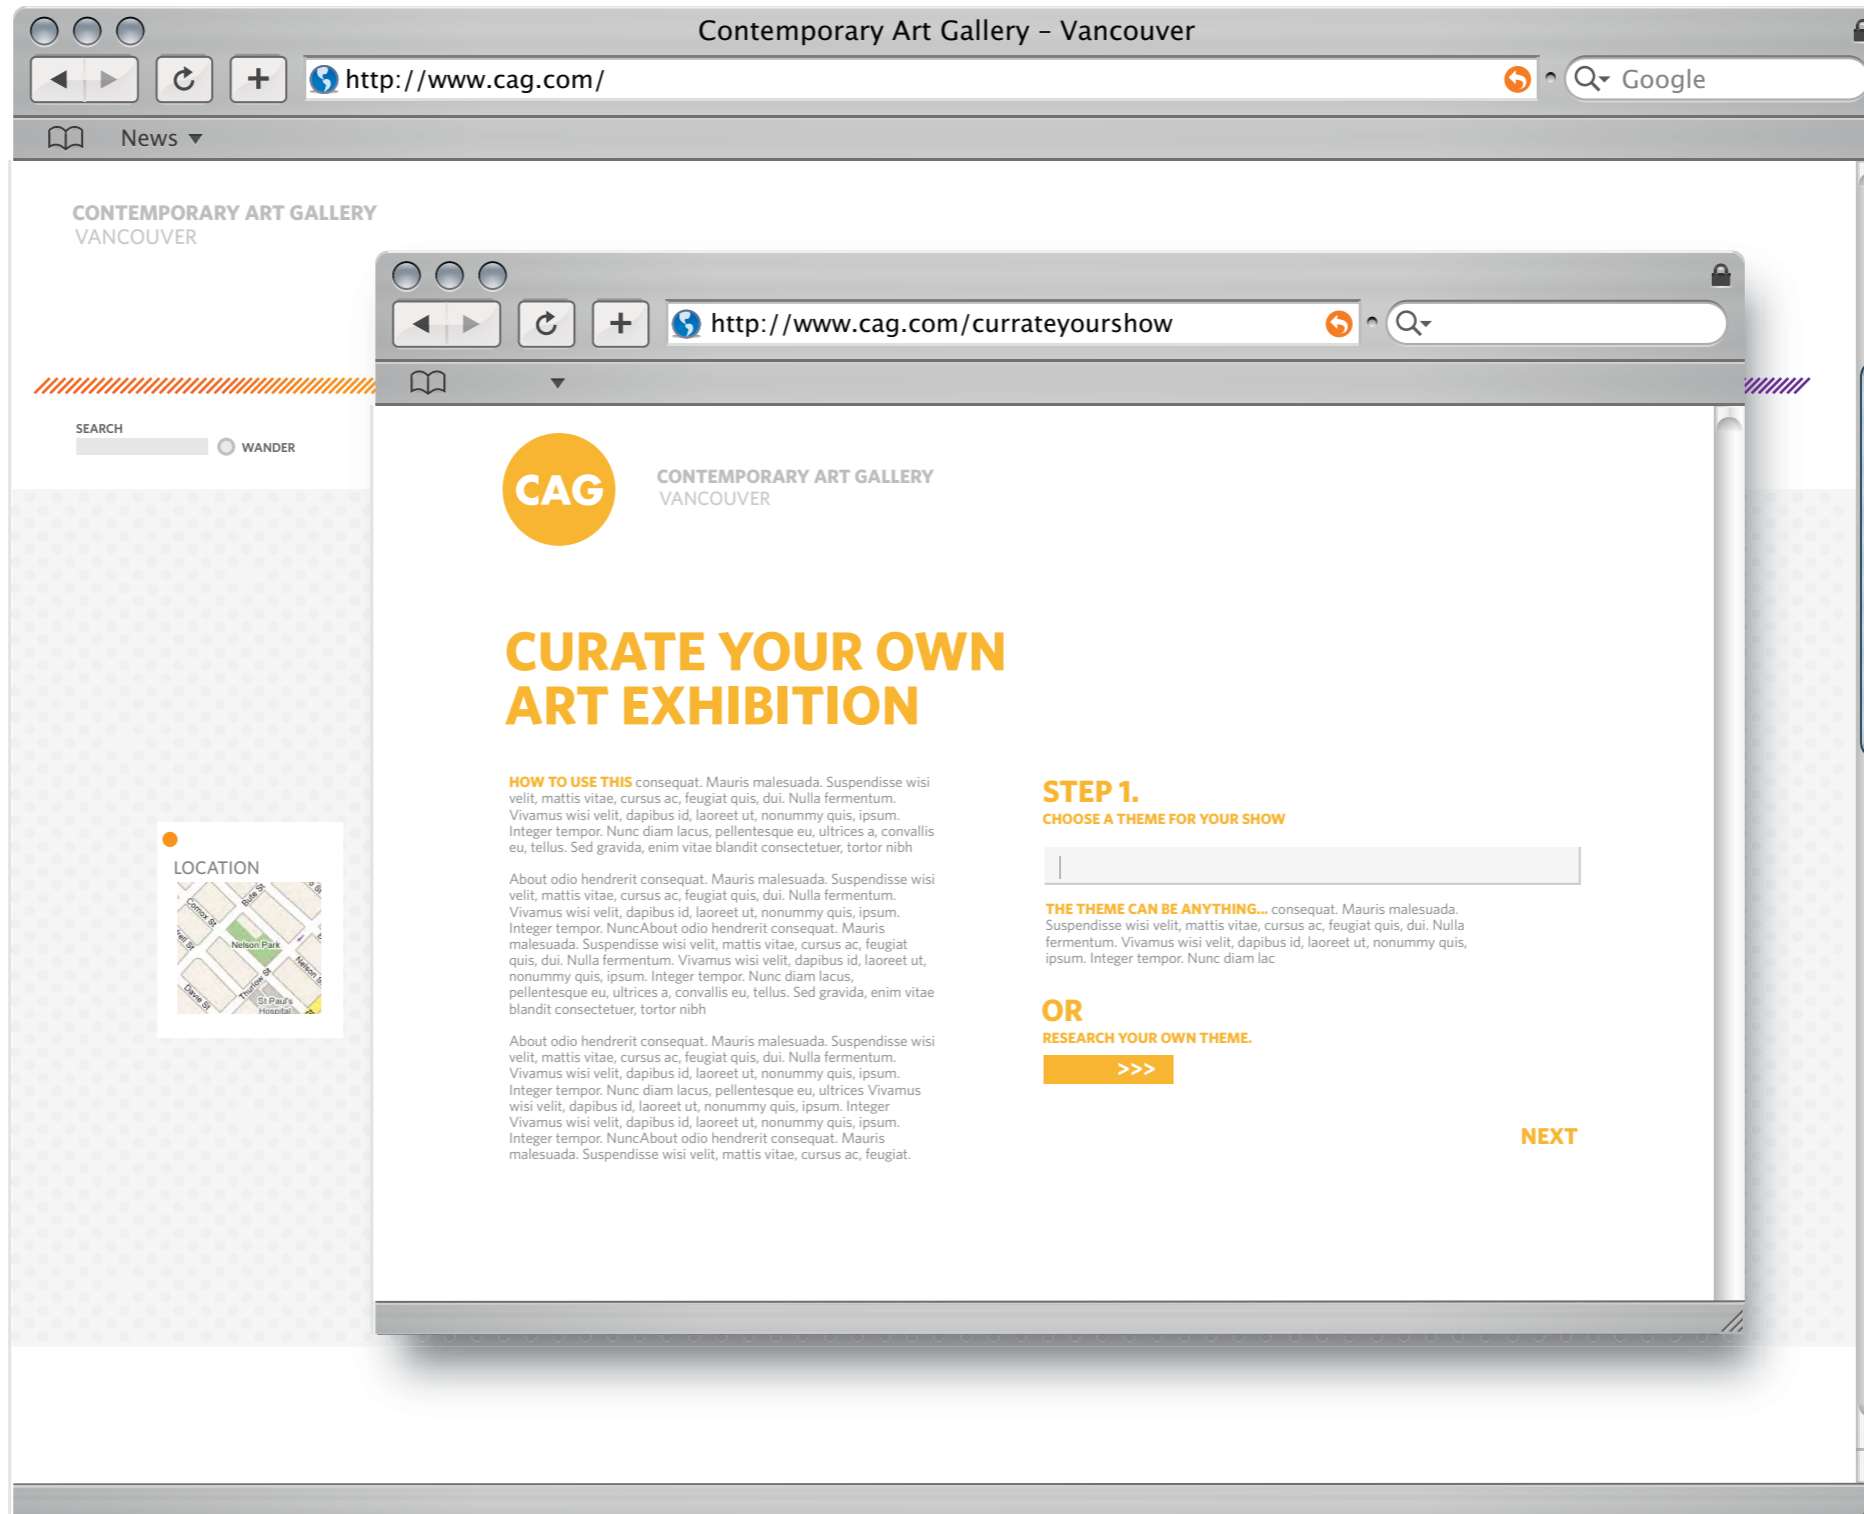 Contemporary Art Gallery – Vancouver
http://www.cag.com/
Google
News
CONTEMPORARY ART GALLERY
VANCOUVER
SEARCH
WANDER
LOCATION
Comox St
Bute St
Nelson Park
Nelson S
Thurlow St
Davie St
St Paul's
Hospital
http://www.cag.com/currateyourshow
CAG
CONTEMPORARY ART GALLERY
VANCOUVER
CURATE YOUR OWN
ART EXHIBITION
HOW TO USE THIS consequat. Mauris malesuada. Suspendisse wisi
velit, mattis vitae, cursus ac, feugiat quis, dui. Nulla fermentum.
Vivamus wisi velit, dapibus id, laoreet ut, nonummy quis, ipsum.
Integer tempor. Nunc diam lacus, pellentesque eu, ultrices a, convallis
eu, tellus. Sed gravida, enim vitae blandit consectetuer, tortor nibh
About odio hendrerit consequat. Mauris malesuada. Suspendisse wisi
velit, mattis vitae, cursus ac, feugiat quis, dui. Nulla fermentum.
Vivamus wisi velit, dapibus id, laoreet ut, nonummy quis, ipsum.
Integer tempor. NuncAbout odio hendrerit consequat. Mauris
malesuada. Suspendisse wisi velit, mattis vitae, cursus ac, feugiat
quis, dui. Nulla fermentum. Vivamus wisi velit, dapibus id, laoreet ut,
nonummy quis, ipsum. Integer tempor. Nunc diam lacus,
pellentesque eu, ultrices a, convallis eu, tellus. Sed gravida, enim vitae
blandit consectetuer, tortor nibh
About odio hendrerit consequat. Mauris malesuada. Suspendisse wisi
velit, mattis vitae, cursus ac, feugiat quis, dui. Nulla fermentum.
Vivamus wisi velit, dapibus id, laoreet ut, nonummy quis, ipsum.
Integer tempor. Nunc diam lacus, pellentesque eu, ultrices Vivamus
wisi velit, dapibus id, laoreet ut, nonummy quis, ipsum. Integer
Vivamus wisi velit, dapibus id, laoreet ut, nonummy quis, ipsum.
Integer tempor. NuncAbout odio hendrerit consequat. Mauris
malesuada. Suspendisse wisi velit, mattis vitae, cursus ac, feugiat.
STEP 1.
CHOOSE A THEME FOR YOUR SHOW
THE THEME CAN BE ANYTHING... consequat. Mauris malesuada.
Suspendisse wisi velit, mattis vitae, cursus ac, feugiat quis, dui. Nulla
fermentum. Vivamus wisi velit, dapibus id, laoreet ut, nonummy quis,
ipsum. Integer tempor. Nunc diam lac
OR
RESEARCH YOUR OWN THEME.
>>>
NEXT